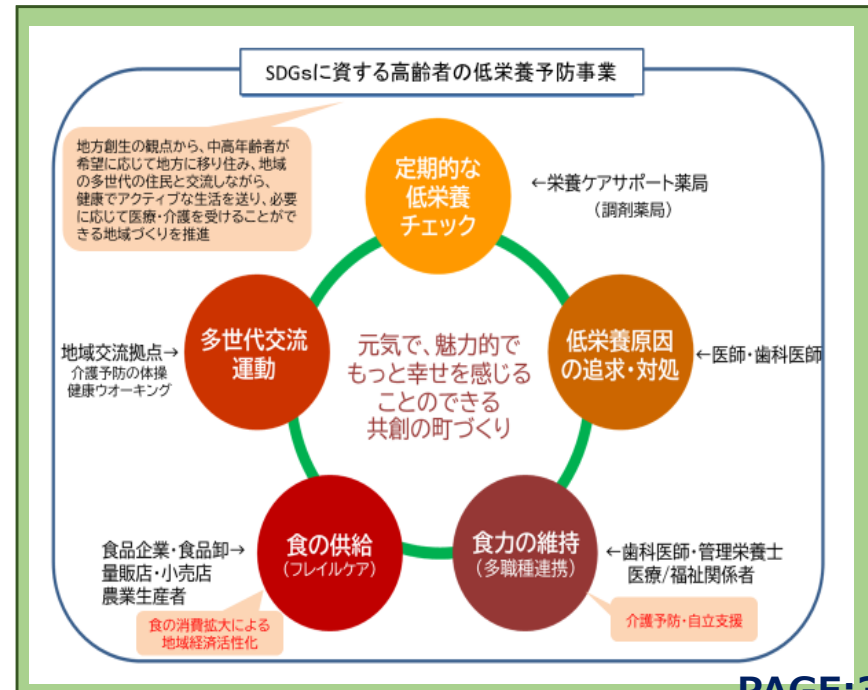 SDGsに資する高齢者の低栄養予防事業
地方創生の観点から、中高年齢者が
希望に応じて地方に移り住み、地域
の多世代の住民と交流しながら、
健康でアクティブな生活を送り、必要
に応じて医療・介護を受けることがで
きる地域づくりを推進
定期的な
低栄養
チェック
←栄養ケアサポート薬局
（調剤薬局）
地域交流拠点→
介護予防の体操
健康ウオーキング
多世代交流
運動
元気で、魅力的で
もっと幸せを感じる
ことのできる
共創の町づくり
低栄養原因
の追求・対処
←医師・歯科医師
食品企業・食品卸→
量販店・小売店
農業生産者
食の供給
（フレイルケア）
食力の維持
（多職種連携）
←歯科医師・管理栄養士
医療/福祉関係者
食の消費拡大による
地域経済活性化
介護予防・自立支援